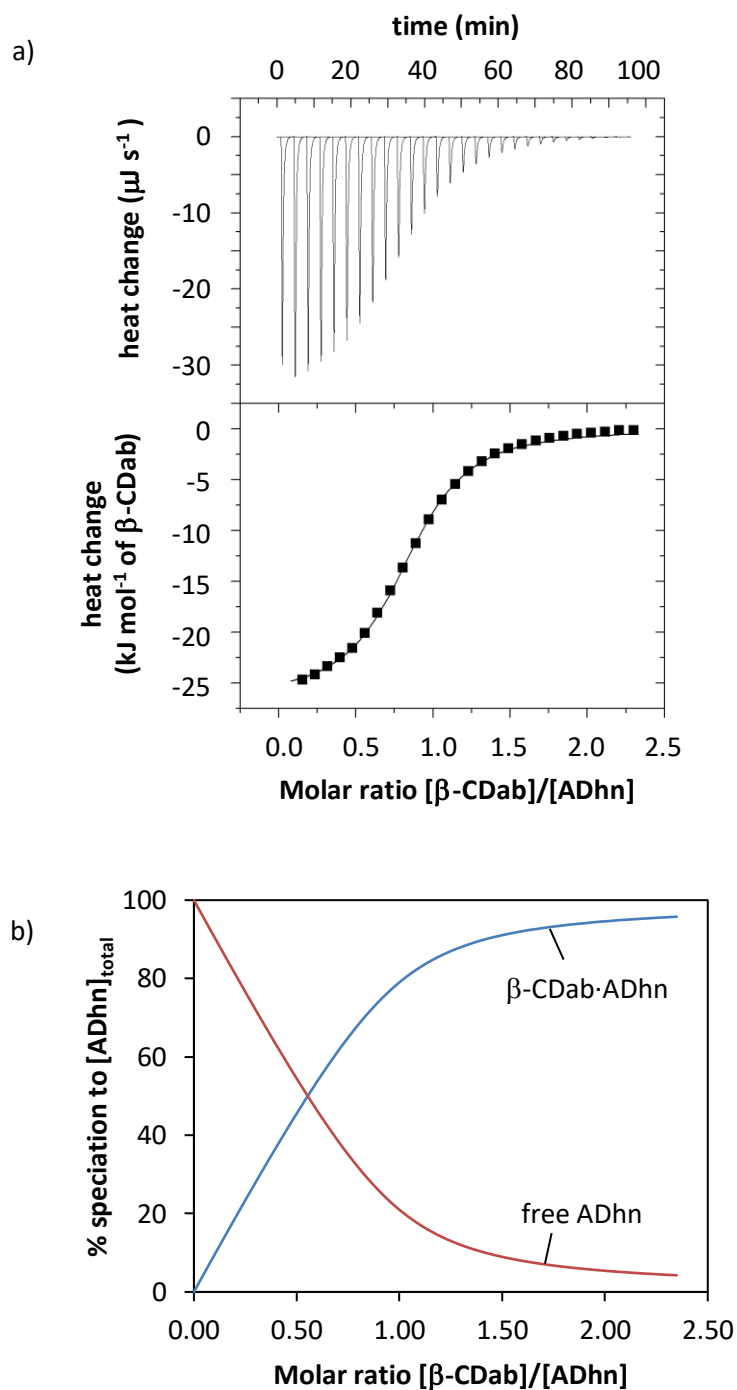 a)
time (min)
0 20 40 60 80 100
heat change (µJ s⁻¹)
0
-10
-20
-30
heat change
(kJ mol⁻¹ of β-CDab)
0
-5
-10
-15
-20
-25
0.0 0.5 1.0 1.5 2.0 2.5
Molar ratio [β-CDab]/[ADhn]
b)
% speciation to [ADhn]total
100
80
60
40
20
0
β-CDab·ADhn
free ADhn
0.00 0.50 1.00 1.50 2.00 2.50
Molar ratio [β-CDab]/[ADhn]